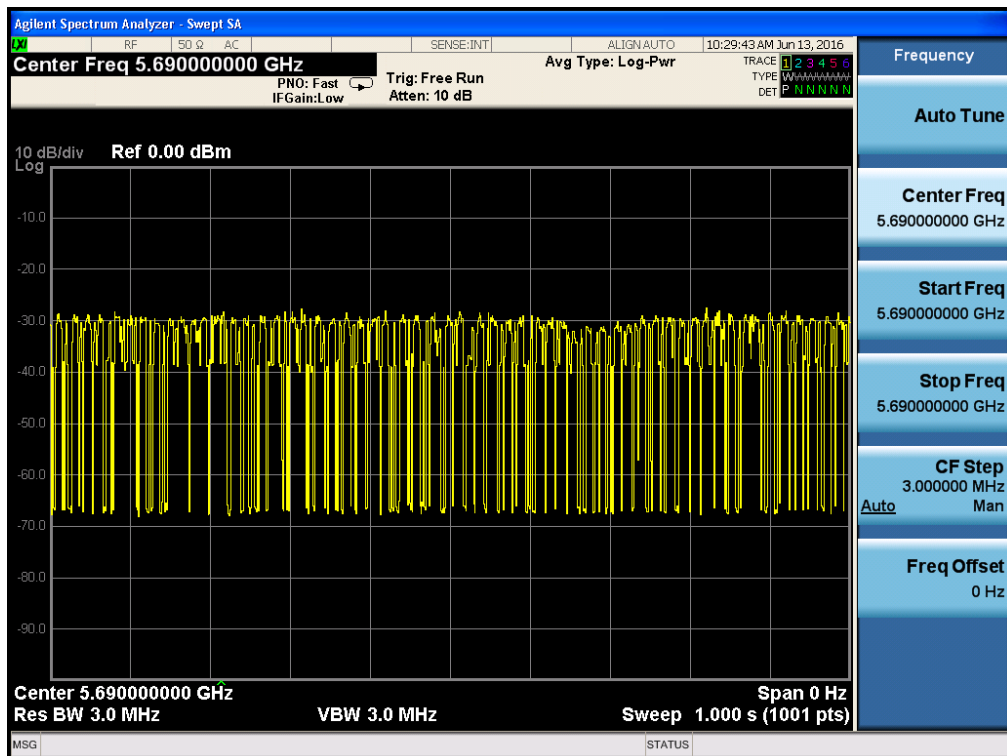 Agilent Spectrum Analyzer - Swept SA
LXI RF 50 Ω AC SENSE:INT ALIGN AUTO 10:29:43 AM Jun 13, 2016
Center Freq 5.690000000 GHz
PNO: Fast
IFGain:Low
Trig: Free Run
Atten: 10 dB
Avg Type: Log-Pwr
TRACE 1 2 3 4 5 6
TYPE WWWWWW
DET P N N N N N
10 dB/div Ref 0.00 dBm
Log
-10.0
-20.0
-30.0
-40.0
-50.0
-60.0
-70.0
-80.0
-90.0
Center 5.690000000 GHz Span 0 Hz
Res BW 3.0 MHz VBW 3.0 MHz Sweep 1.000 s (1001 pts)
MSG STATUS
Frequency
Auto Tune
Center Freq
5.690000000 GHz
Start Freq
5.690000000 GHz
Stop Freq
5.690000000 GHz
CF Step
3.000000 MHz
Auto Man
Freq Offset
0 Hz